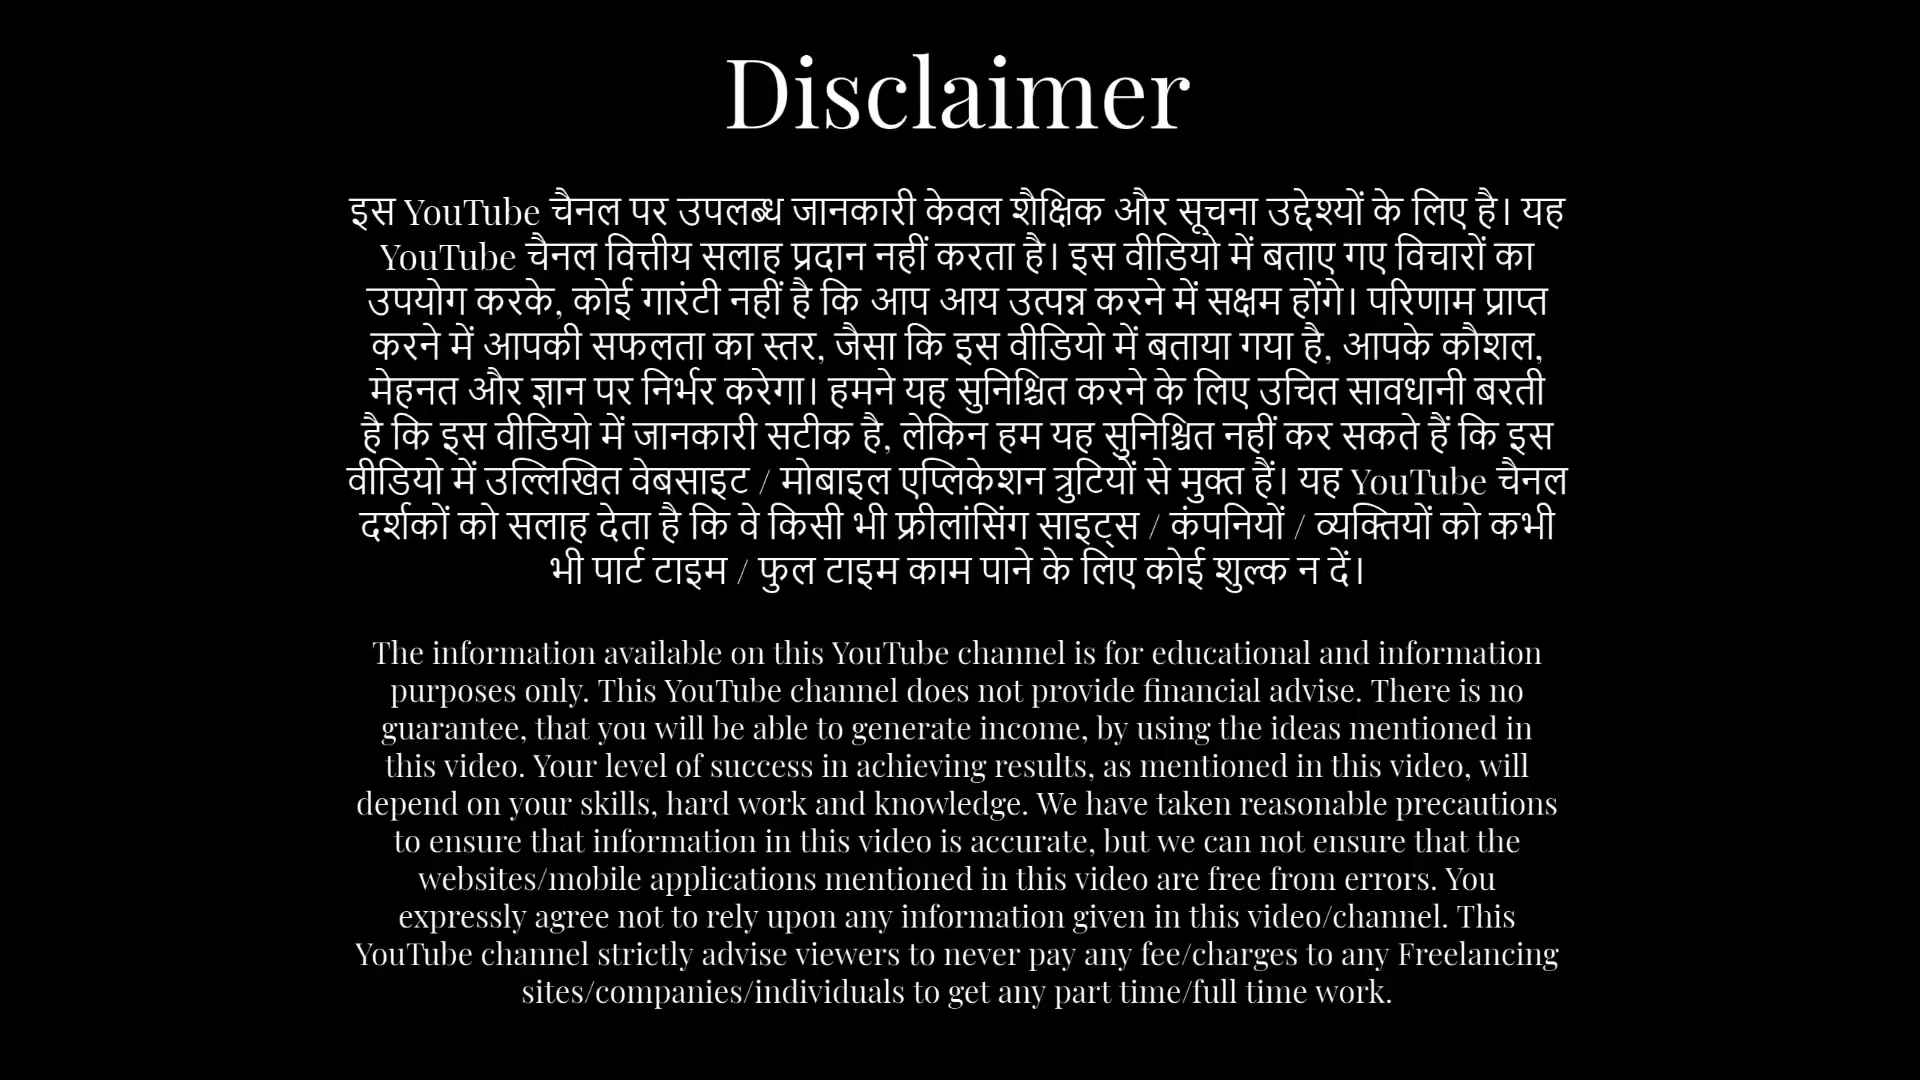 Disclaimer
इस YouTube चैनल पर उपलब्ध जानकारी केवल शैक्षिक और सूचना उद्देश्यों के लिए है। यह
YouTube चैनल वित्तीय सलाह प्रदान नहीं करता है। इस वीडियो में बताए गए विचारों का
उपयोग करके, कोई गारंटी नहीं है कि आप आय उत्पन्न करने में सक्षम होंगे। परिणाम प्राप्त
करने में आपकी सफलता का स्तर, जैसा कि इस वीडियो में बताया गया है, आपके कौशल,
मेहनत और ज्ञान पर निर्भर करेगा। हमने यह सुनिश्चित करने के लिए उचित सावधानी बरती
है कि इस वीडियो में जानकारी सटीक है, लेकिन हम यह सुनिश्चित नहीं कर सकते हैं कि इस
वीडियो में उल्लिखित वेबसाइट / मोबाइल एप्लिकेशन त्रुटियों से मुक्त हैं। यह YouTube चैनल
दर्शकों को सलाह देता है कि वे किसी भी फ्रीलांसिंग साइट्स / कंपनियों / व्यक्तियों को कभी
भी पार्ट टाइम / फुल टाइम काम पाने के लिए कोई शुल्क न दें।
The information available on this YouTube channel is for educational and information
purposes only. This YouTube channel does not provide financial advise. There is no
guarantee, that you will be able to generate income, by using the ideas mentioned in
this video. Your level of success in achieving results, as mentioned in this video, will
depend on your skills, hard work and knowledge. We have taken reasonable precautions
to ensure that information in this video is accurate, but we can not ensure that the
websites/mobile applications mentioned in this video are free from errors. You
expressly agree not to rely upon any information given in this video/channel. This
YouTube channel strictly advise viewers to never pay any fee/charges to any Freelancing
sites/companies/individuals to get any part time/full time work.